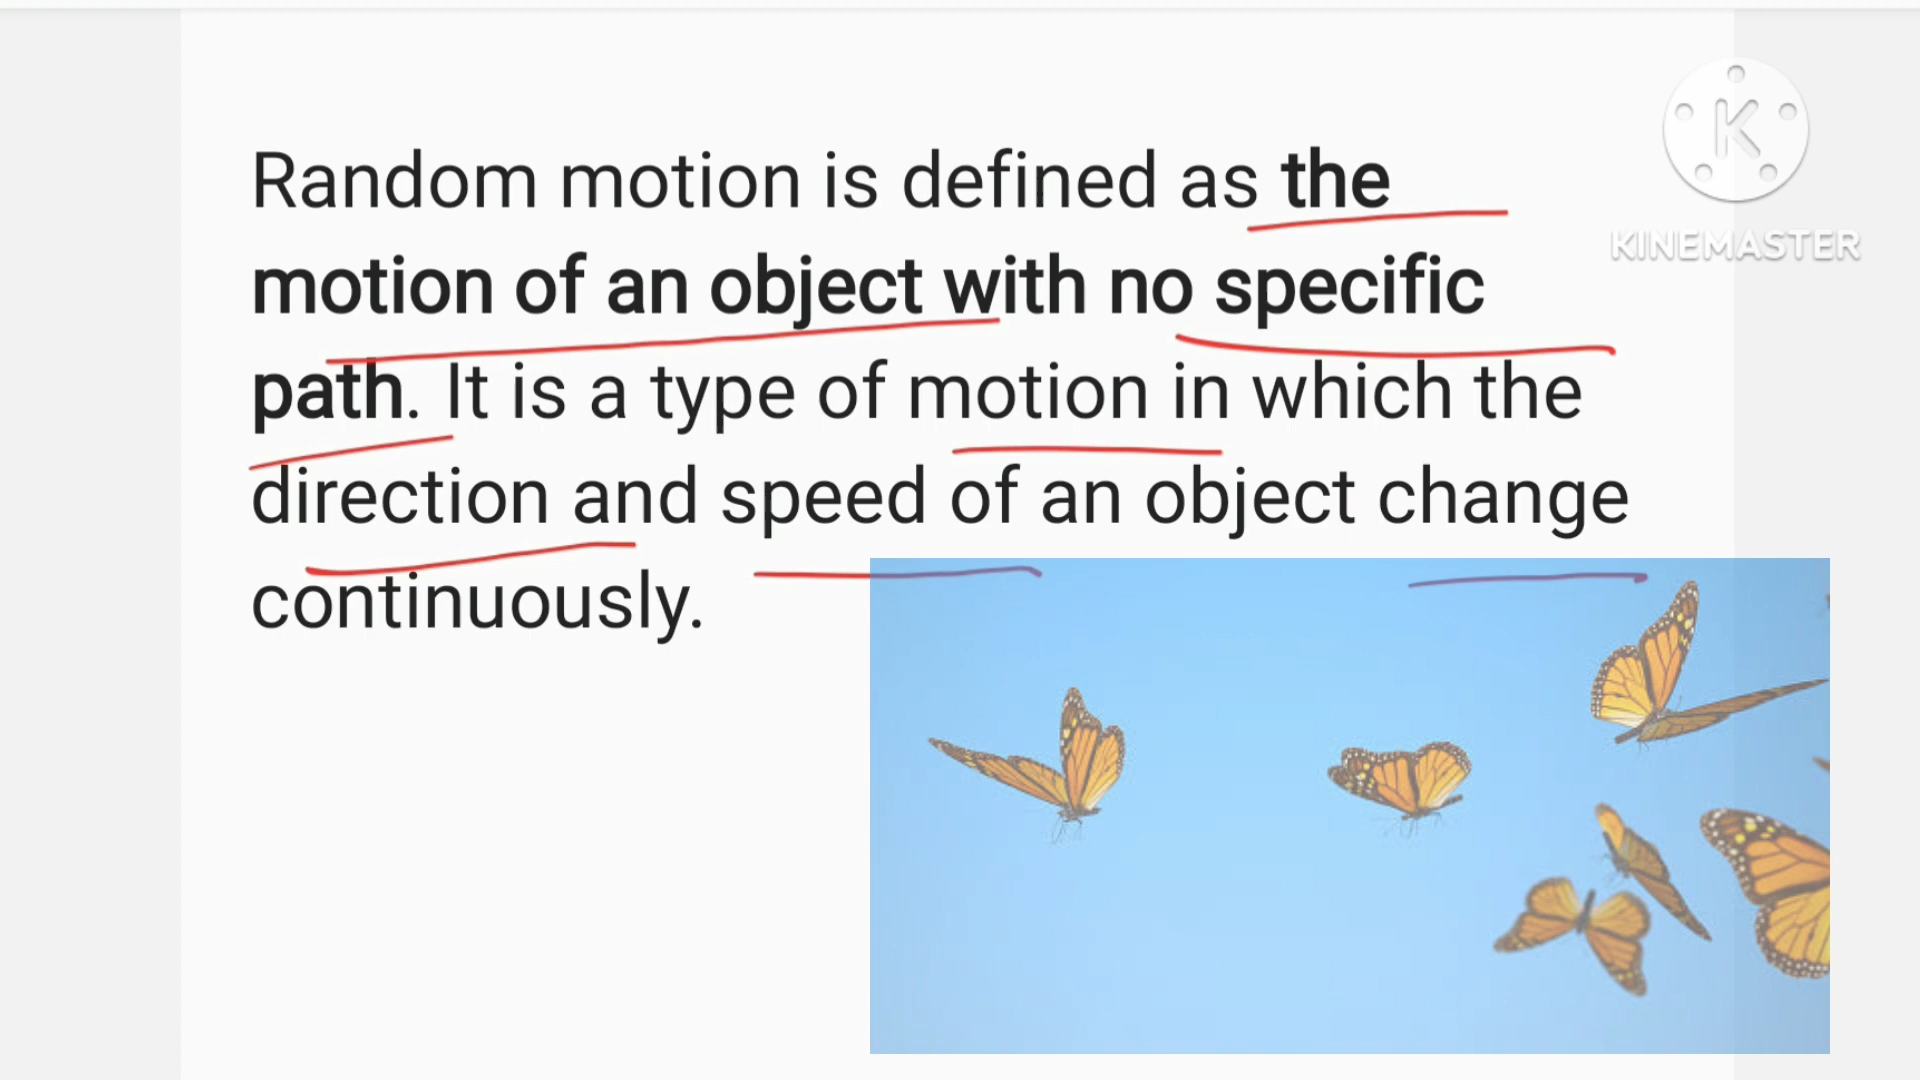 Random motion is defined as the
motion of an object with no specific
path. It is a type of motion in which the
direction and speed of an object change
continuously.
K
KINEMASTER